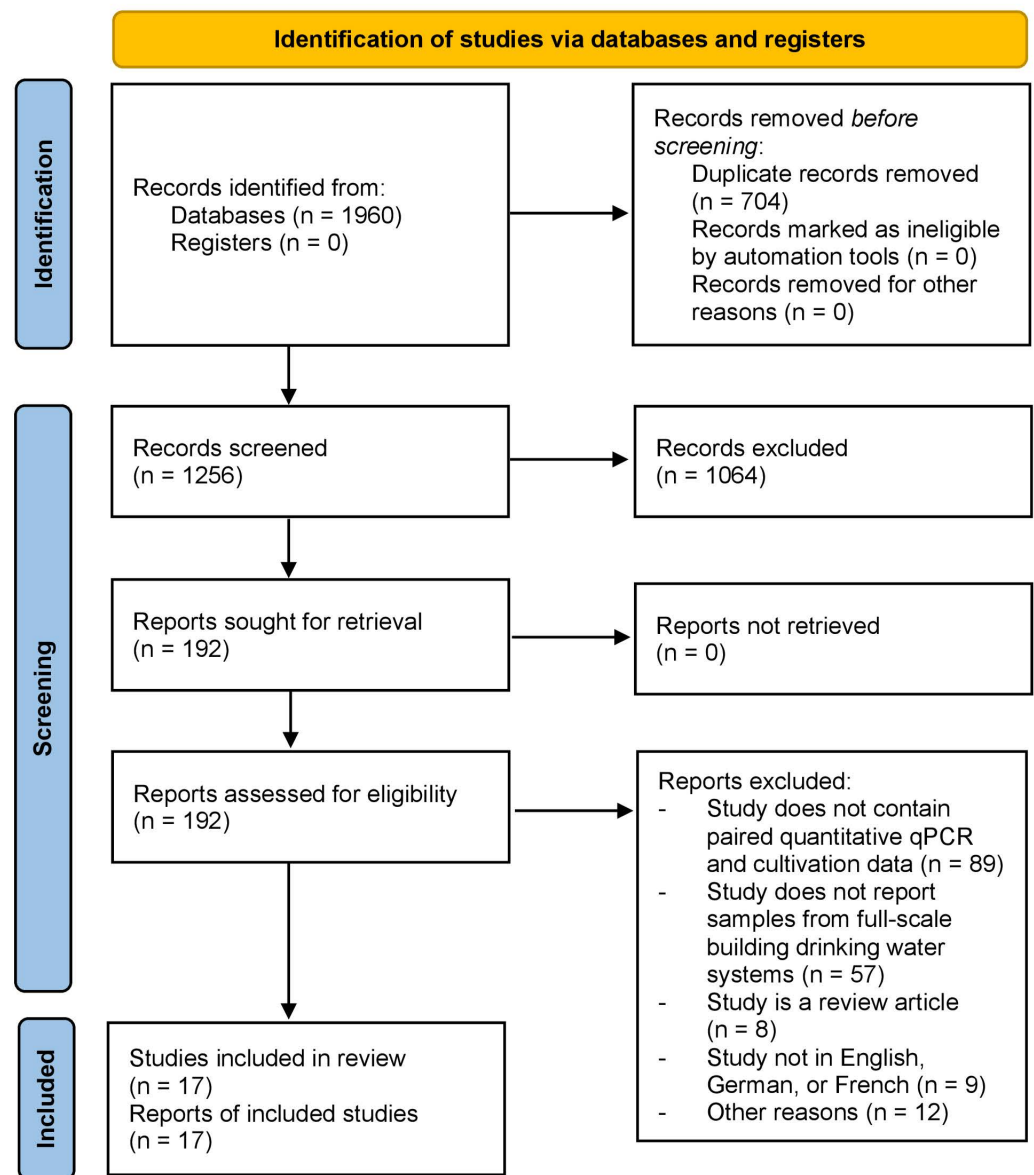 Identification of studies via databases and registers
Identification
Records identified from:
Databases (n = 1960)
Registers (n = 0)
Records removed before
screening:
Duplicate records removed
(n = 704)
Records marked as ineligible
by automation tools (n = 0)
Records removed for other
reasons (n = 0)
Screening
Records screened
(n = 1256)
Records excluded
(n = 1064)
Reports sought for retrieval
(n = 192)
Reports not retrieved
(n = 0)
Reports assessed for eligibility
(n = 192)
Reports excluded:
- Study does not contain
paired quantitative qPCR
and cultivation data (n = 89)
- Study does not report
samples from full-scale
building drinking water
systems (n = 57)
- Study is a review article
(n = 8)
- Study not in English,
German, or French (n = 9)
- Other reasons (n = 12)
Included
Studies included in review
(n = 17)
Reports of included studies
(n = 17)